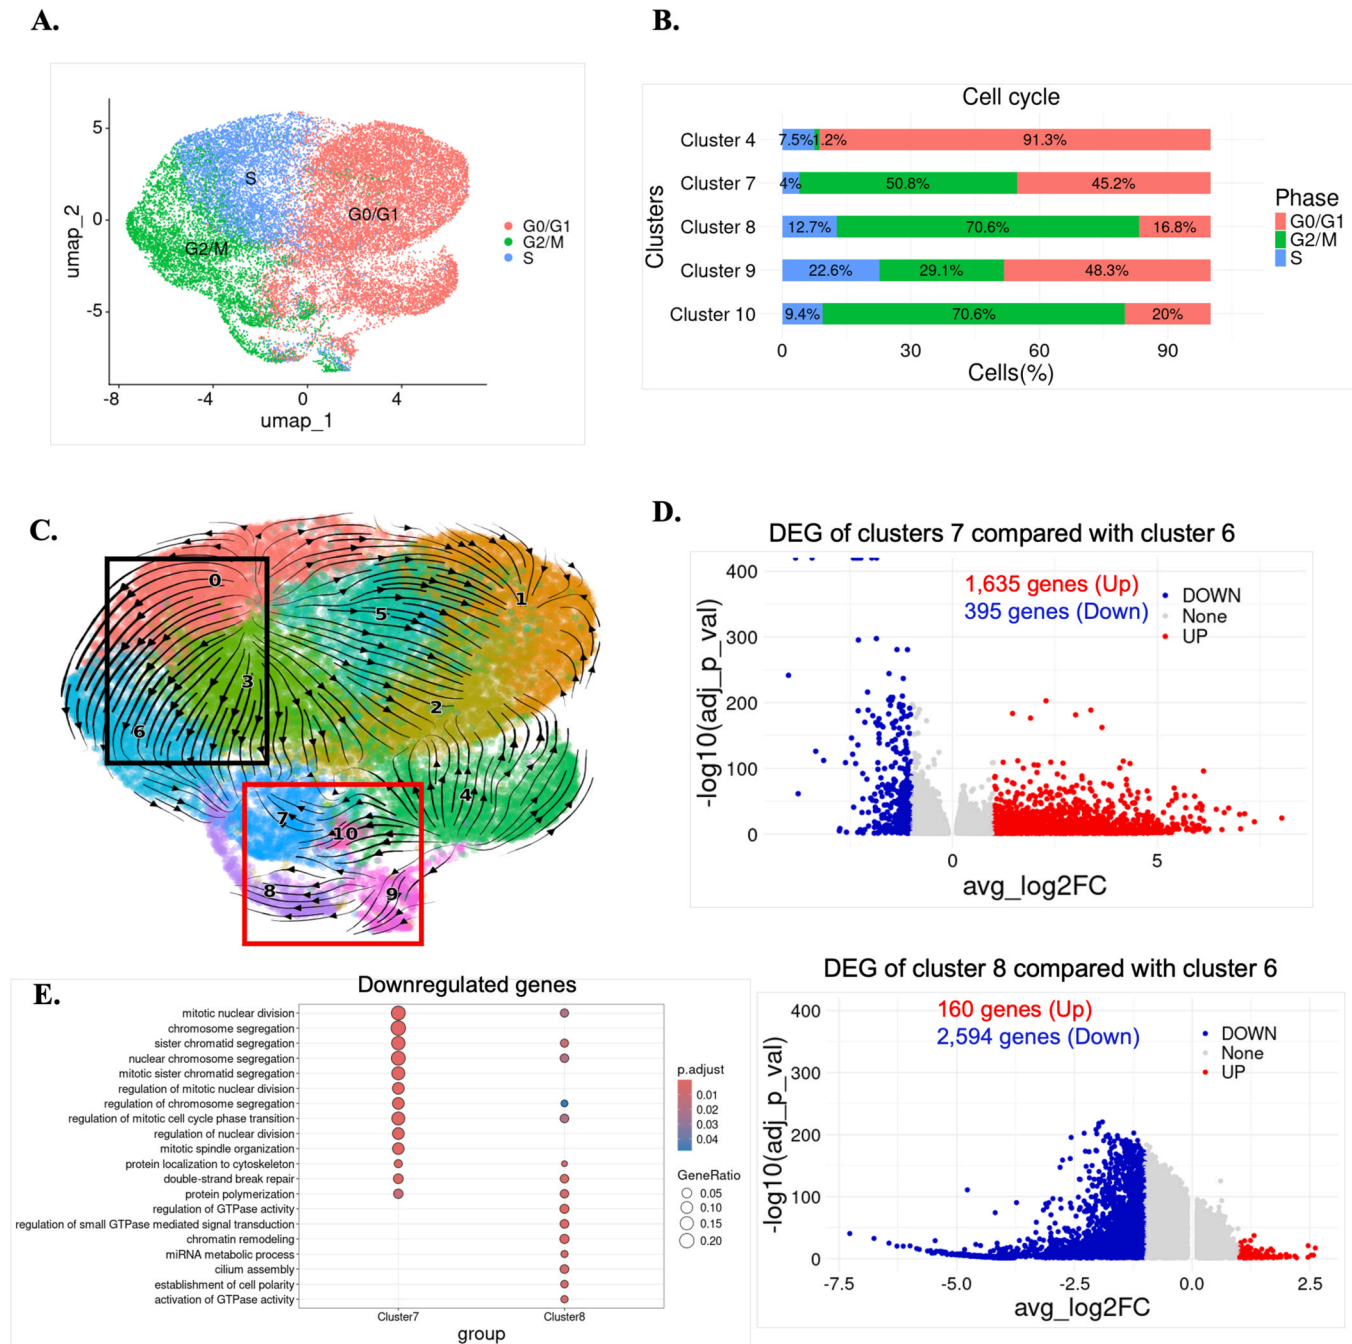 A.
umap_2
5
0
-5
-8
-4
0
4
umap_1
S
G0/G1
G2/M
G0/G1
G2/M
S
B.
Cell cycle
Clusters
Cluster 4
7.5%
1.2%
91.3%
Cluster 7
4%
50.8%
45.2%
Cluster 8
12.7%
70.6%
16.8%
Cluster 9
22.6%
29.1%
48.3%
Cluster 10
9.4%
70.6%
20%
0
30
60
90
Cells(%)
Phase
G0/G1
G2/M
S
C.
0
1
5
3
2
6
4
7
10
8
9
D.
DEG of clusters 7 compared with cluster 6
1,635 genes (Up)
395 genes (Down)
DOWN
None
UP
-log10(adj_p_val)
400
300
200
100
0
0
5
avg_log2FC
DEG of cluster 8 compared with cluster 6
160 genes (Up)
2,594 genes (Down)
DOWN
None
UP
-log10(adj_p_val)
400
300
200
100
0
-7.5
-5.0
-2.5
0.0
2.5
avg_log2FC
E.
Downregulated genes
mitotic nuclear division
chromosome segregation
sister chromatid segregation
nuclear chromosome segregation
mitotic sister chromatid segregation
regulation of mitotic nuclear division
regulation of chromosome segregation
regulation of mitotic cell cycle phase transition
regulation of nuclear division
mitotic spindle organization
protein localization to cytoskeleton
double-strand break repair
protein polymerization
regulation of GTPase activity
regulation of small GTPase mediated signal transduction
chromatin remodeling
miRNA metabolic process
cilium assembly
establishment of cell polarity
activation of GTPase activity
Cluster7
Cluster8
group
p.adjust
0.01
0.02
0.03
0.04
GeneRatio
0.05
0.10
0.15
0.20